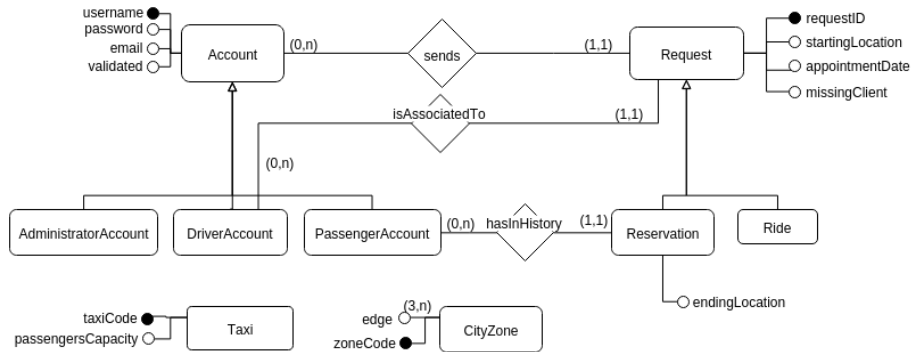 username
password
email
validated
Account
(0,n)
sends
(1,1)
Request
requestID
startingLocation
appointmentDate
missingClient
isAssociatedTo
(1,1)
(0,n)
AdministratorAccount
DriverAccount
PassengerAccount
(0,n)
hasInHistory
(1,1)
Reservation
Ride
endingLocation
taxiCode
passengersCapacity
Taxi
(3,n)
edge
zoneCode
CityZone